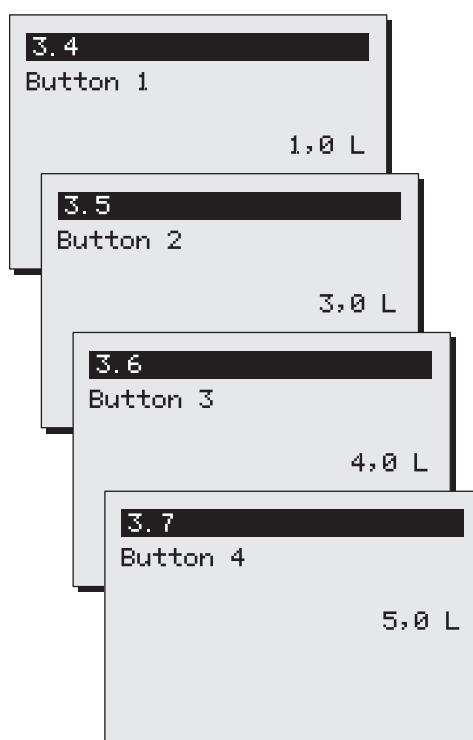 3.4
Button 1
1,0 L
3.5
Button 2
3,0 L
3.6
Button 3
4,0 L
3.7
Button 4
5,0 L